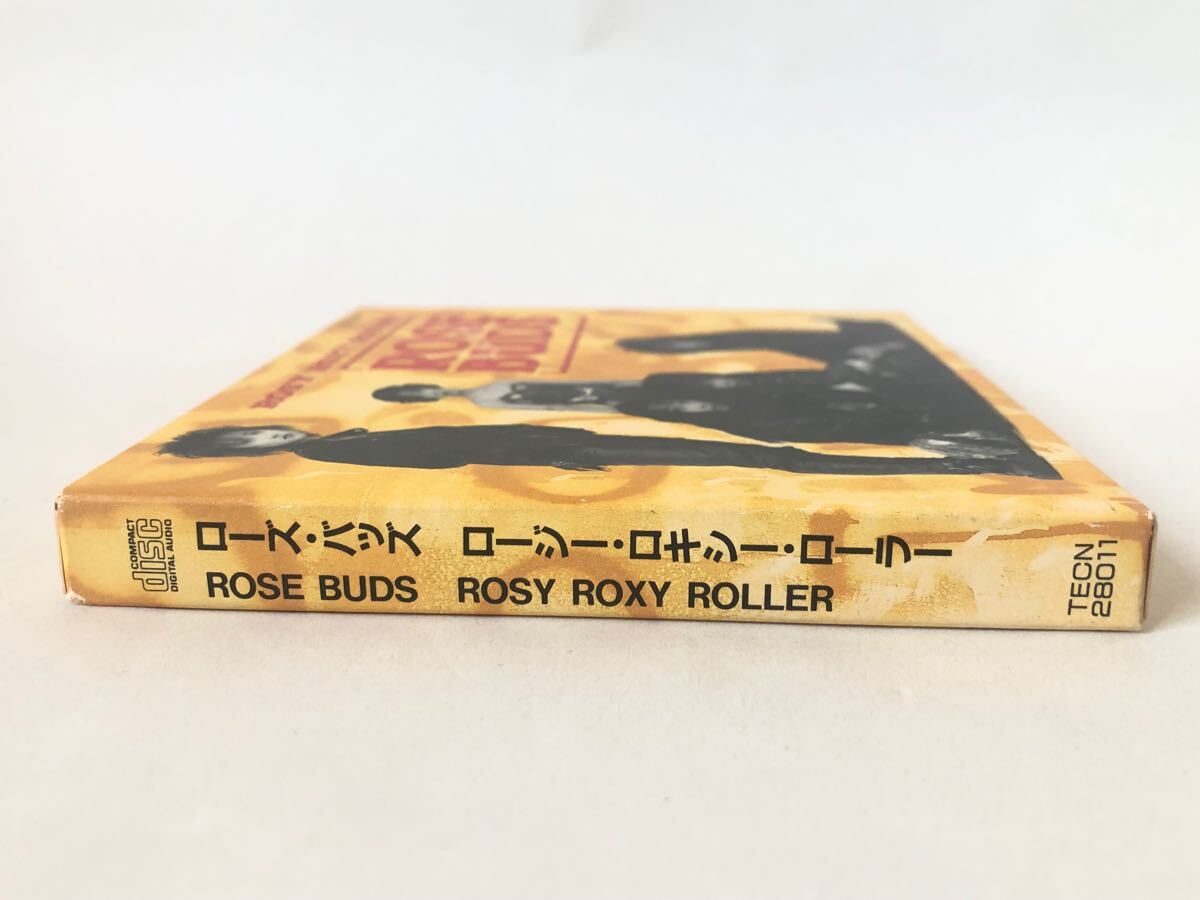 ROSE
BUDS
COMPACT
disc
DIGITAL AUDIO
ローズ・バッズ ロージー・ロキシー・ローラー
ROSE BUDS ROSY ROXY ROLLER
TECN
28011